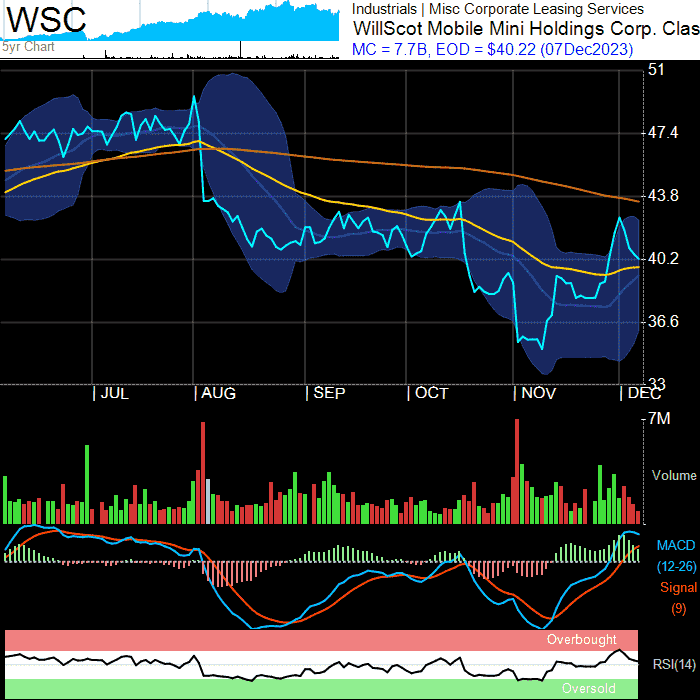 WSC
5yr Chart
Industrials | Misc Corporate Leasing Services
WillScot Mobile Mini Holdings Corp. Clas
MC = 7.7B, EOD = $40.22 (07Dec2023)
51
47.4
43.8
40.2
36.6
33
JUL AUG SEP OCT NOV DEC
7M
Volume
MACD
(12-26)
Signal
(9)
Overbought
RSI(14)
Oversold